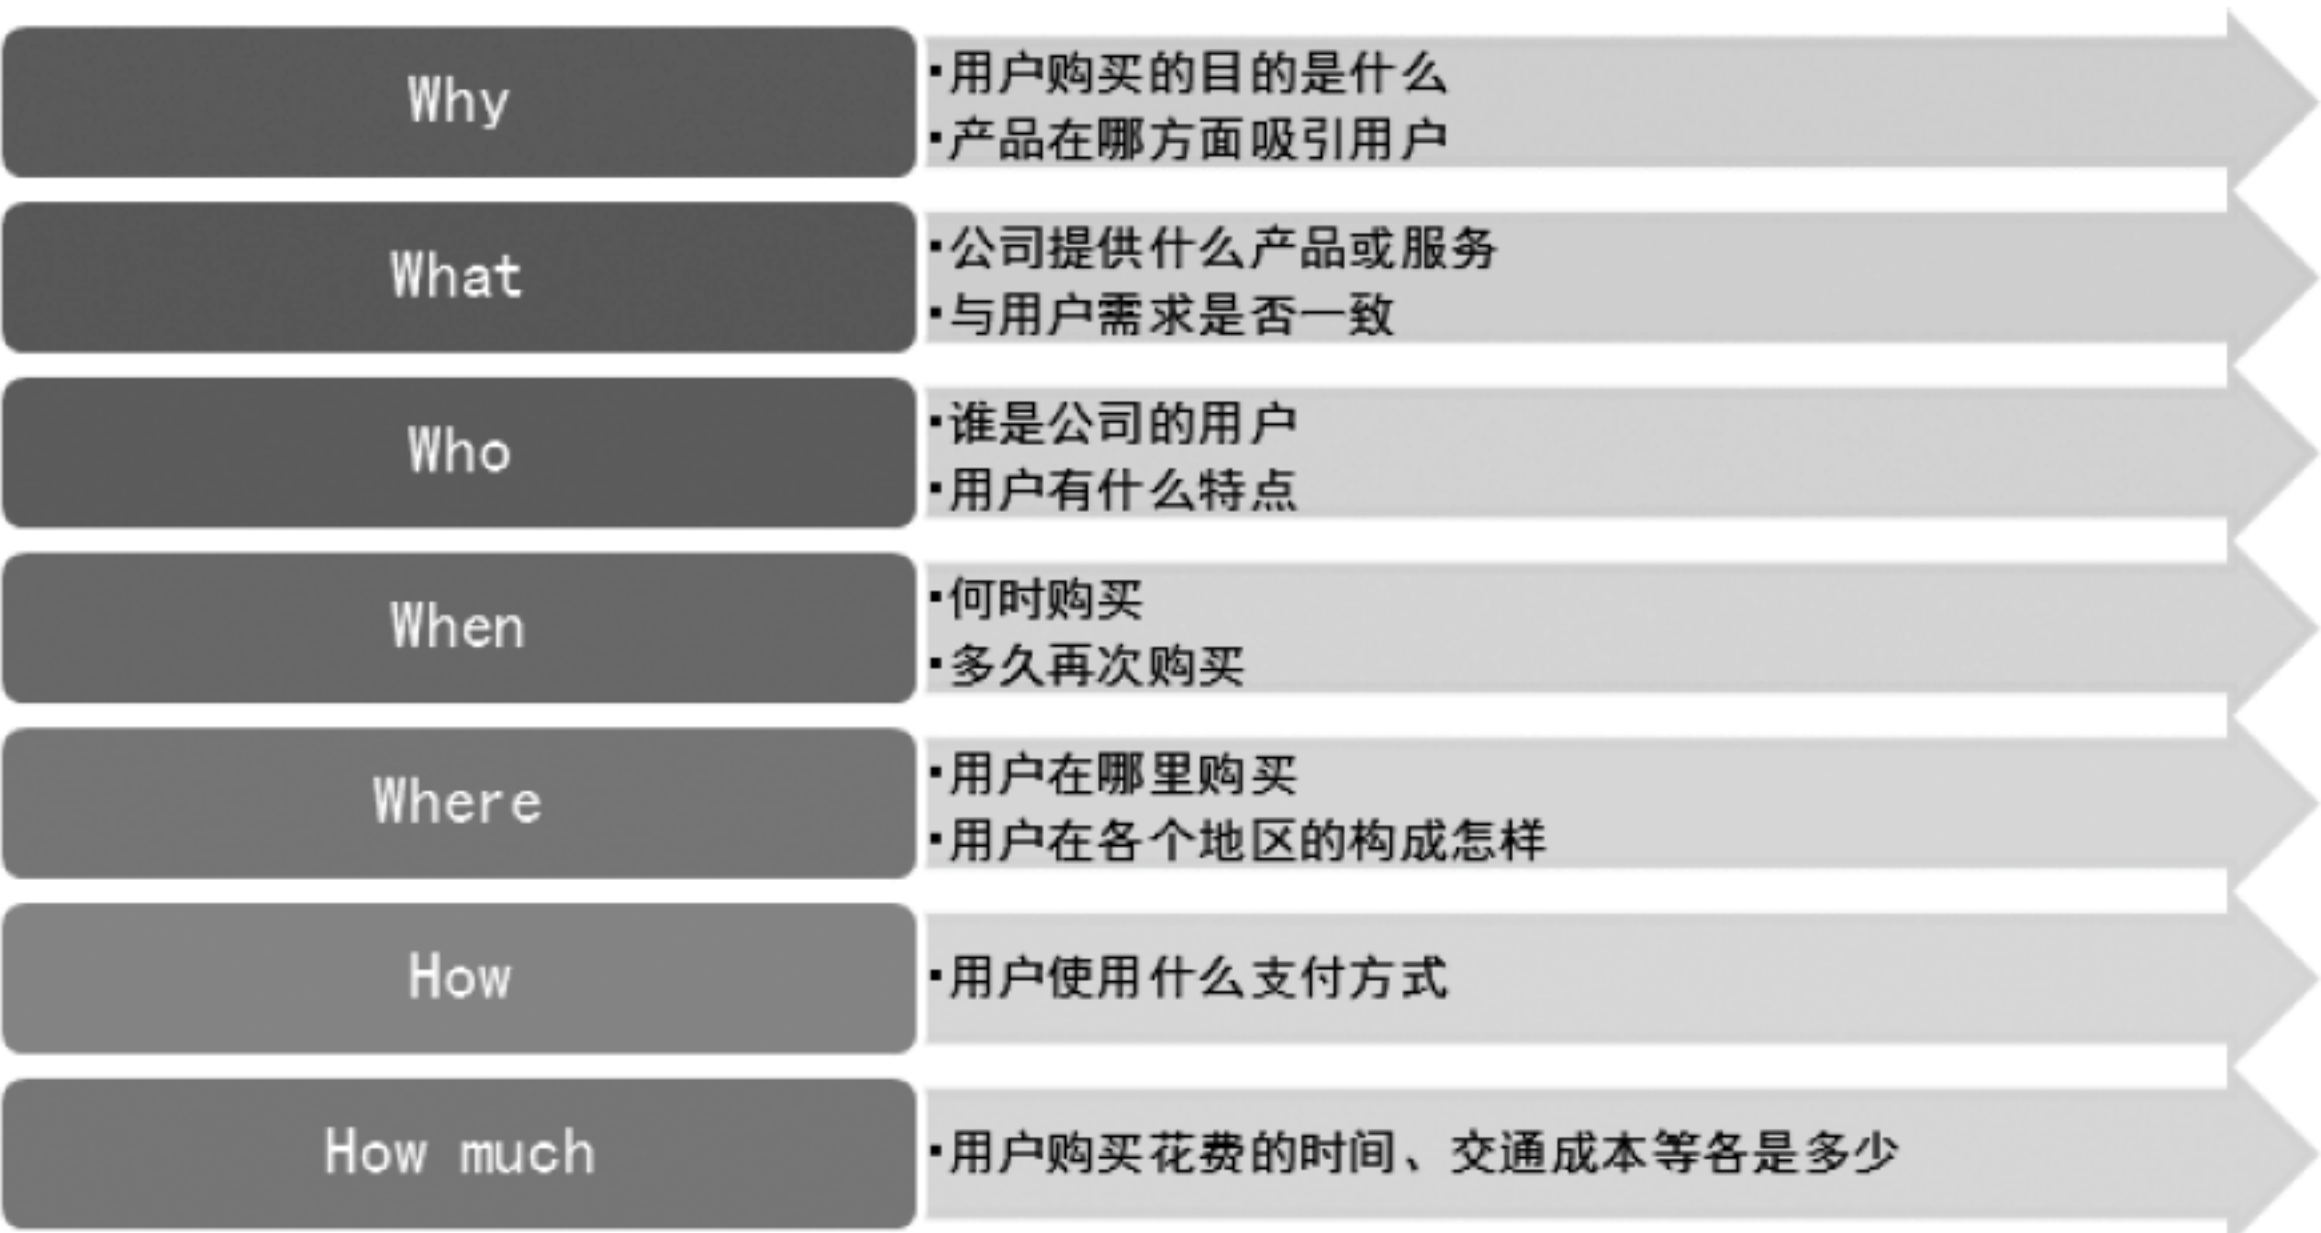 Why
▪用户购买的目的是什么
▪产品在哪方面吸引用户
What
▪公司提供什么产品或服务
▪与用户需求是否一致
Who
▪谁是公司的用户
▪用户有什么特点
When
▪何时购买
▪多久再次购买
Where
▪用户在哪里购买
▪用户在各个地区的构成怎样
How
▪用户使用什么支付方式
How much
▪用户购买花费的时间、交通成本等各是多少